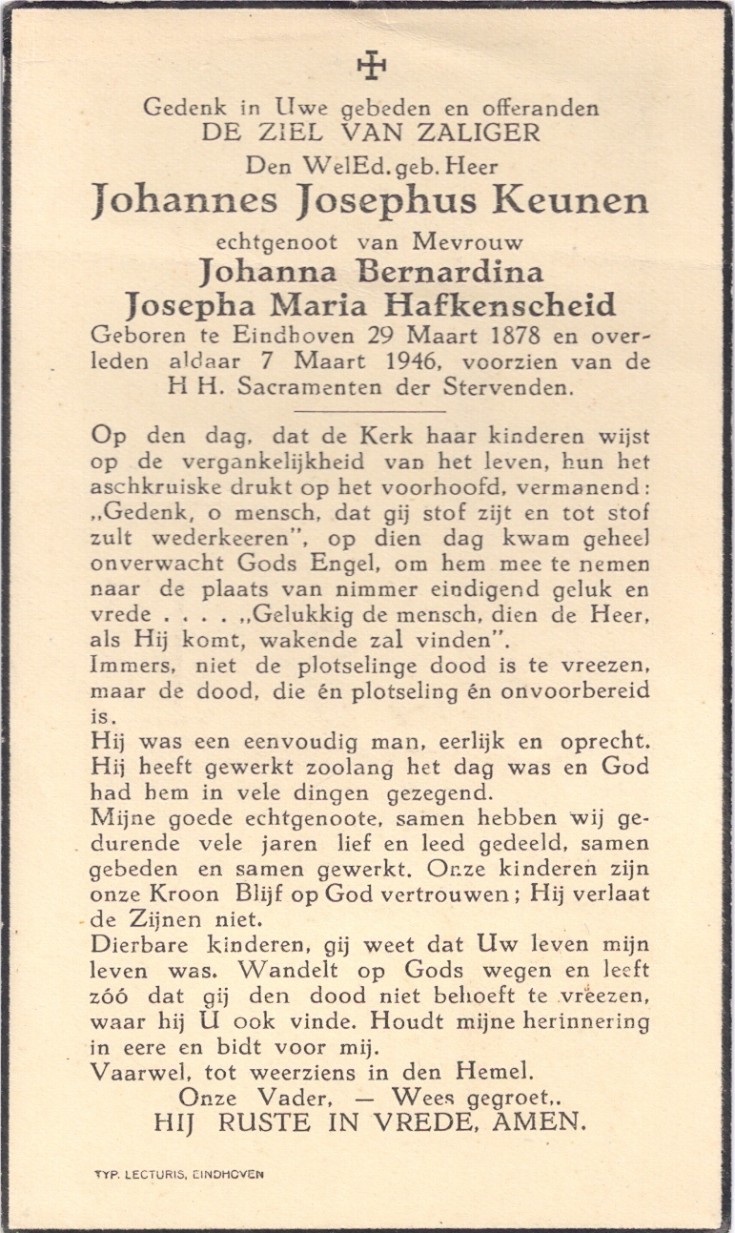 Gedenk in Uwe gebeden en offeranden
DE ZIEL VAN ZALIGER
Den WelEd. geb. Heer
Johannes Josephus Keunen
echtgenoot van Mevrouw
Johanna Bernardina
Josepha Maria Hafkenscheid
Geboren te Eindhoven 29 Maart 1878 en over-
leden aldaar 7 Maart 1946, voorzien van de
H H. Sacramenten der Stervenden.
Op den dag, dat de Kerk haar kinderen wijst
op de vergankelijkheid van het leven, hun het
aschkruiske drukt op het voorhoofd, vermanend:
„Gedenk, o mensch, dat gij stof zijt en tot stof
zult wederkeeren”, op dien dag kwam geheel
onverwacht Gods Engel, om hem mee te nemen
naar de plaats van nimmer eindigend geluk en
vrede . . . . „Gelukkig de mensch, dien de Heer,
als Hij komt, wakende zal vinden”.
Immers, niet de plotselinge dood is te vreezen,
maar de dood, die én plotseling én onvoorbereid
is.
Hij was een eenvoudig man, eerlijk en oprecht.
Hij heeft gewerkt zoolang het dag was en God
had hem in vele dingen gezegend.
Mijne goede echtgenoote, samen hebben wij ge-
durende vele jaren lief en leed gedeeld, samen
gebeden en samen gewerkt. Onze kinderen zijn
onze Kroon Blijf op God vertrouwen; Hij verlaat
de Zijnen niet.
Dierbare kinderen, gij weet dat Uw leven mijn
leven was. Wandelt op Gods wegen en leeft
zóó dat gij den dood niet behoeft te vreezen,
waar hij U ook vinde. Houdt mijne herinnering
in eere en bidt voor mij.
Vaarwel, tot weerziens in den Hemel.
Onze Vader, — Wees gegroet,.
HIJ RUSTE IN VREDE, AMEN.
TYP. LECTURIS, EINDHOVEN